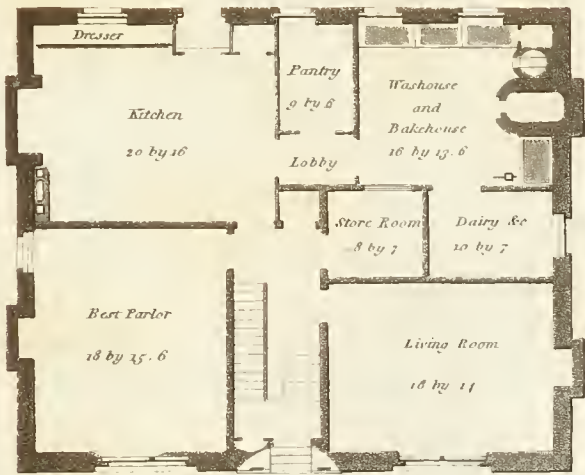 Dresser
Kitchen
20 by 16
Pantry
9 by 6
Lobby
Washouse
and
Bakehouse
16 by 13.6
Store Room
8 by 7
Dairy &c
10 by 7
Best Parlor
18 by 15.6
Living Room
18 by 14